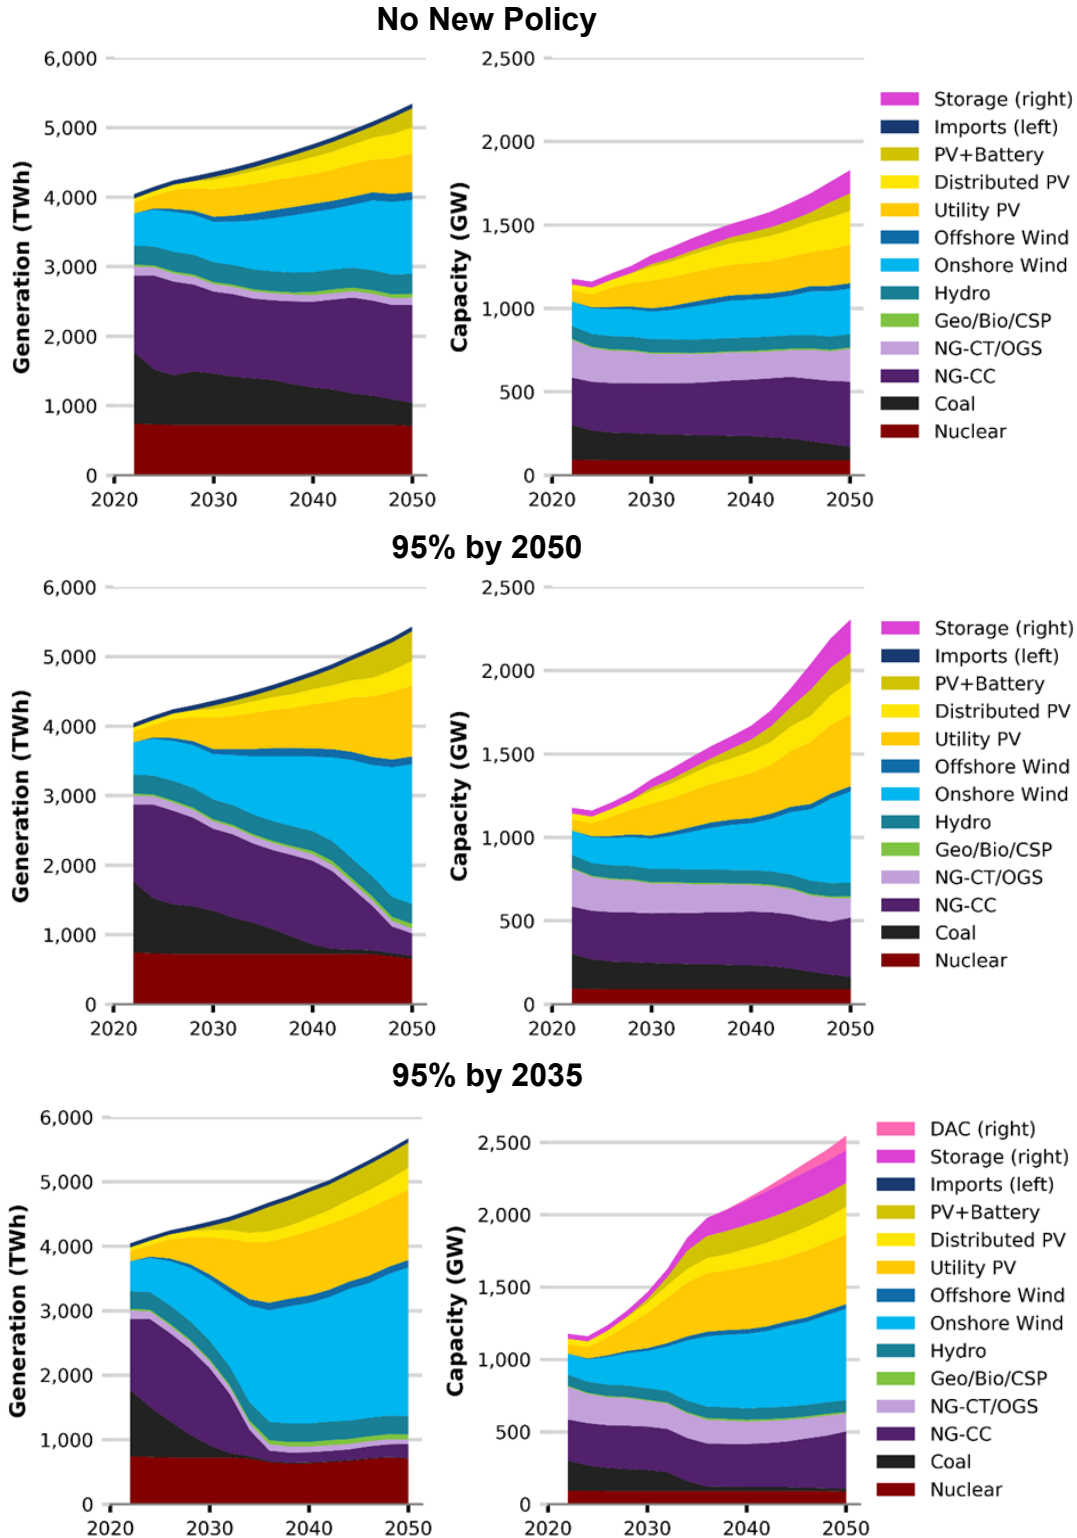 No New Policy
Generation (TWh)
6,000
5,000
4,000
3,000
2,000
1,000
0
2020 2030 2040 2050
Capacity (GW)
2,500
2,000
1,500
1,000
500
0
2020 2030 2040 2050
Storage (right)
Imports (left)
PV+Battery
Distributed PV
Utility PV
Offshore Wind
Onshore Wind
Hydro
Geo/Bio/CSP
NG-CT/OGS
NG-CC
Coal
Nuclear
95% by 2050
Generation (TWh)
6,000
5,000
4,000
3,000
2,000
1,000
0
2020 2030 2040 2050
Capacity (GW)
2,500
2,000
1,500
1,000
500
0
2020 2030 2040 2050
Storage (right)
Imports (left)
PV+Battery
Distributed PV
Utility PV
Offshore Wind
Onshore Wind
Hydro
Geo/Bio/CSP
NG-CT/OGS
NG-CC
Coal
Nuclear
95% by 2035
Generation (TWh)
6,000
5,000
4,000
3,000
2,000
1,000
0
2020 2030 2040 2050
Capacity (GW)
2,500
2,000
1,500
1,000
500
0
2020 2030 2040 2050
DAC (right)
Storage (right)
Imports (left)
PV+Battery
Distributed PV
Utility PV
Offshore Wind
Onshore Wind
Hydro
Geo/Bio/CSP
NG-CT/OGS
NG-CC
Coal
Nuclear